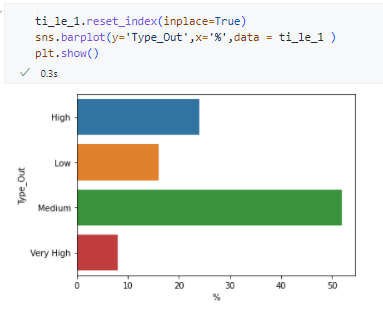 ti_le_1.reset_index(inplace=True)
sns.barplot(y='Type_Out',x='%',data = ti_le_1 )
plt.show()
0.3s
High
Low
Medium
Very High
Type_Out
0 10 20 30 40 50
%